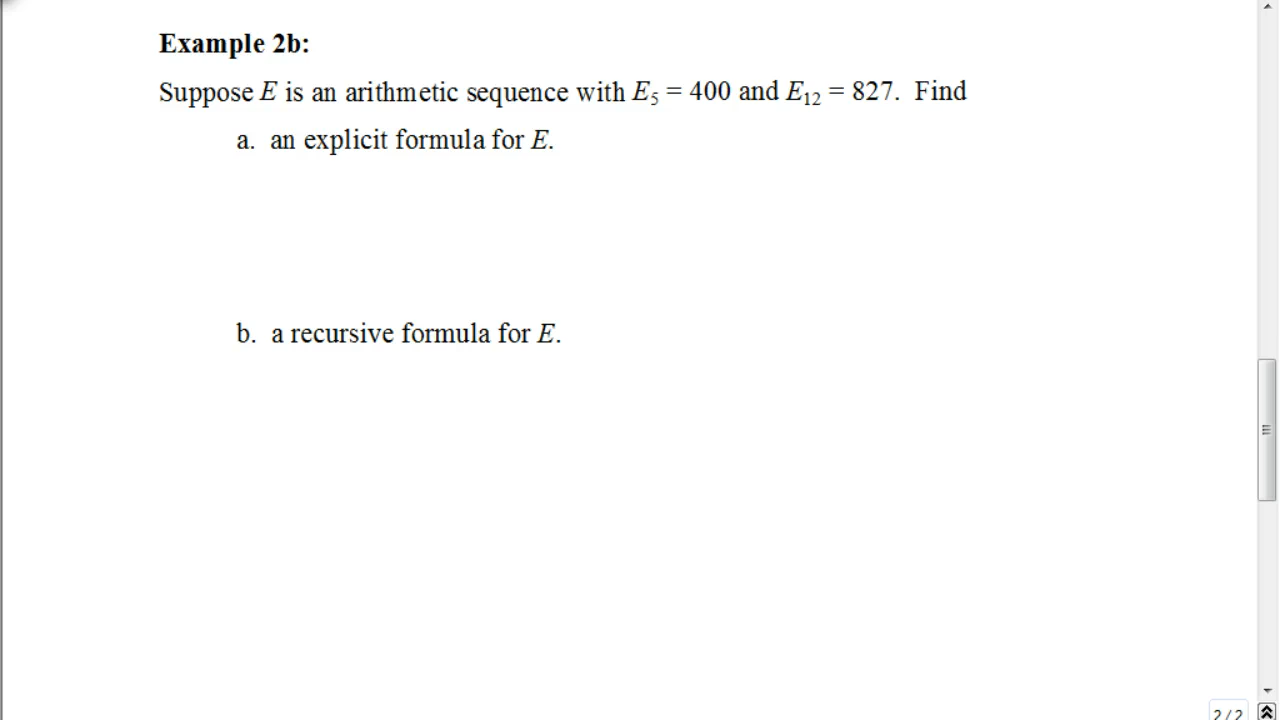 Example 2b:
Suppose E is an arithmetic sequence with E₅ = 400 and E₁₂ = 827. Find
a. an explicit formula for E.
b. a recursive formula for E.
2/2